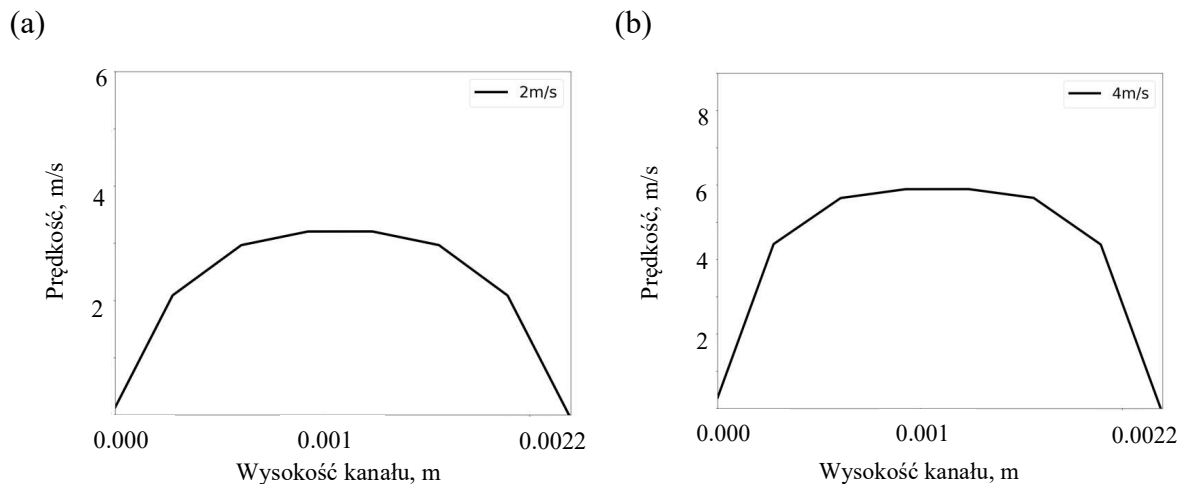 (a)
(b)
6
4
2
2m/s
Prędkość, m/s
0.000
0.001
0.0022
Wysokość kanału, m
8
6
4
2
4m/s
Prędkość, m/s
0.000
0.001
0.0022
Wysokość kanału, m